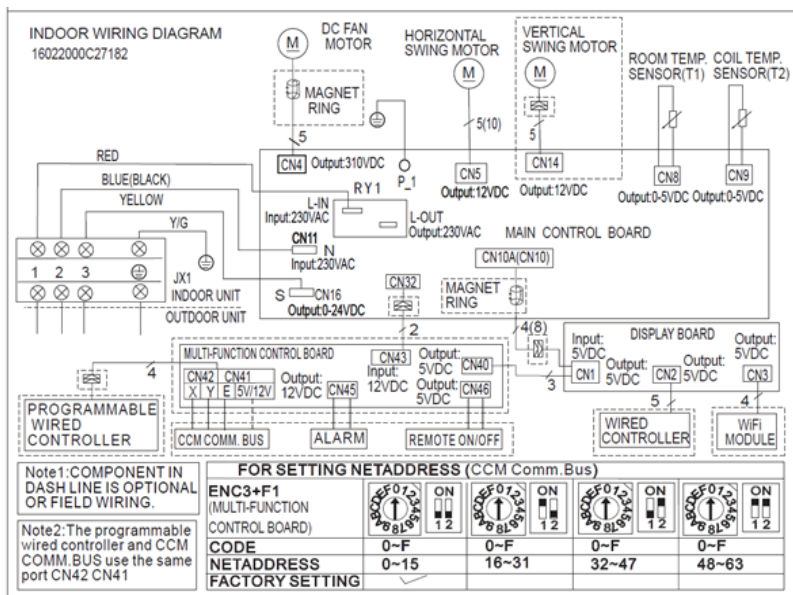 INDOOR WIRING DIAGRAM
16022000C27182
DC FAN
MOTOR
M
MAGNET
RING
5
HORIZONTAL
SWING MOTOR
M
5(10)
VERTICAL
SWING MOTOR
M
5
ROOM TEMP.
SENSOR(T1)
COIL TEMP.
SENSOR(T2)
RED
BLUE(BLACK)
YELLOW
Y/G
CN4 Output:310VDC
P_1
CN5
Output:12VDC
CN14
Output:12VDC
CN8
Output:0-5VDC
CN9
Output:0-5VDC
RY1
L-IN
Input:230VAC
L-OUT
Output:230VAC
CN11
N
Input:230VAC
S CN16
Output:0-24VDC
MAIN CONTROL BOARD
CN10A(CN10)
MAGNET
RING
CN32
2
4(8)
1 2 3
JX1
INDOOR UNIT
OUTDOOR UNIT
MULTI-FUNCTION CONTROL BOARD
CN43
Input:
12VDC
Output:
5VDC
CN40
Output:
5VDC
CN46
CN42 CN41
X Y E 5V/12V
Output:
12VDC
CN45
3
4
DISPLAY BOARD
Input:
5VDC
CN1
Output:
5VDC
CN2
Output:
5VDC
Output:
5VDC
CN3
5
4
PROGRAMMABLE
WIRED
CONTROLLER
CCM COMM. BUS
ALARM
REMOTE ON/OFF
WIRED
CONTROLLER
WiFi
MODULE
Note1:COMPONENT IN
DASH LINE IS OPTIONAL
OR FIELD WIRING.
Note2:The programmable
wired controller and CCM
COMM.BUS use the same
port CN42 CN41
FOR SETTING NETADDRESS (CCM Comm.Bus)
ENC3+F1
(MULTI-FUNCTION
CONTROL BOARD)
0123456789ABCDEF
ON
1 2
0123456789ABCDEF
ON
1 2
0123456789ABCDEF
ON
1 2
0123456789ABCDEF
ON
1 2
CODE 0~F 0~F 0~F 0~F
NETADDRESS 0~15 16~31 32~47 48~63
FACTORY SETTING ✓